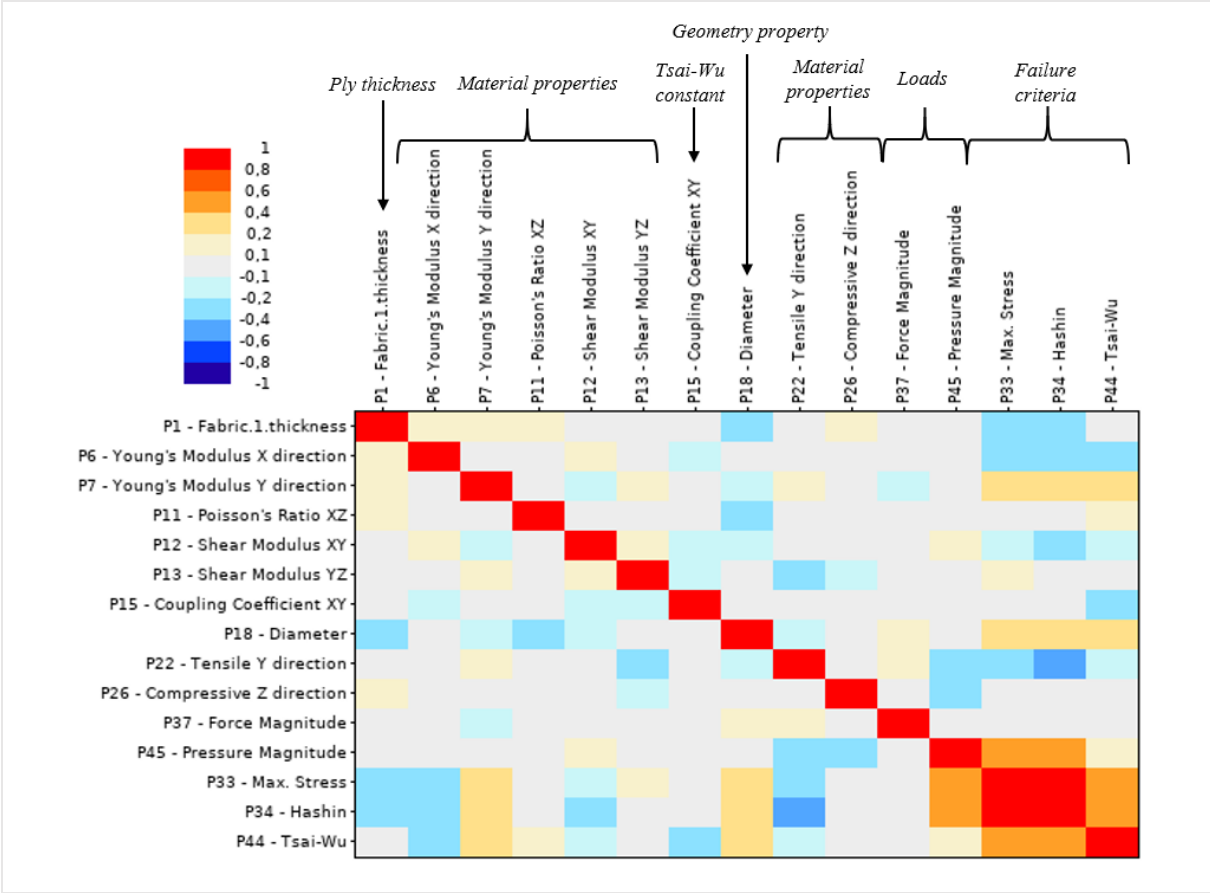 Geometry property
Ply thickness
Material properties
Tsai-Wu
constant
Material
properties
Loads
Failure
criteria
1
0,8
0,6
0,4
0,2
0,1
-0,1
-0,2
-0,4
-0,6
-0,8
-1
P1 - Fabric.1.thickness
P6 - Young's Modulus X direction
P7 - Young's Modulus Y direction
P11 - Poisson's Ratio XZ
P12 - Shear Modulus XY
P13 - Shear Modulus YZ
P15 - Coupling Coefficient XY
P18 - Diameter
P22 - Tensile Y direction
P26 - Compressive Z direction
P37 - Force Magnitude
P45 - Pressure Magnitude
P33 - Max. Stress
P34 - Hashin
P44 - Tsai-Wu
P1 - Fabric.1.thickness
P6 - Young's Modulus X direction
P7 - Young's Modulus Y direction
P11 - Poisson's Ratio XZ
P12 - Shear Modulus XY
P13 - Shear Modulus YZ
P15 - Coupling Coefficient XY
P18 - Diameter
P22 - Tensile Y direction
P26 - Compressive Z direction
P37 - Force Magnitude
P45 - Pressure Magnitude
P33 - Max. Stress
P34 - Hashin
P44 - Tsai-Wu